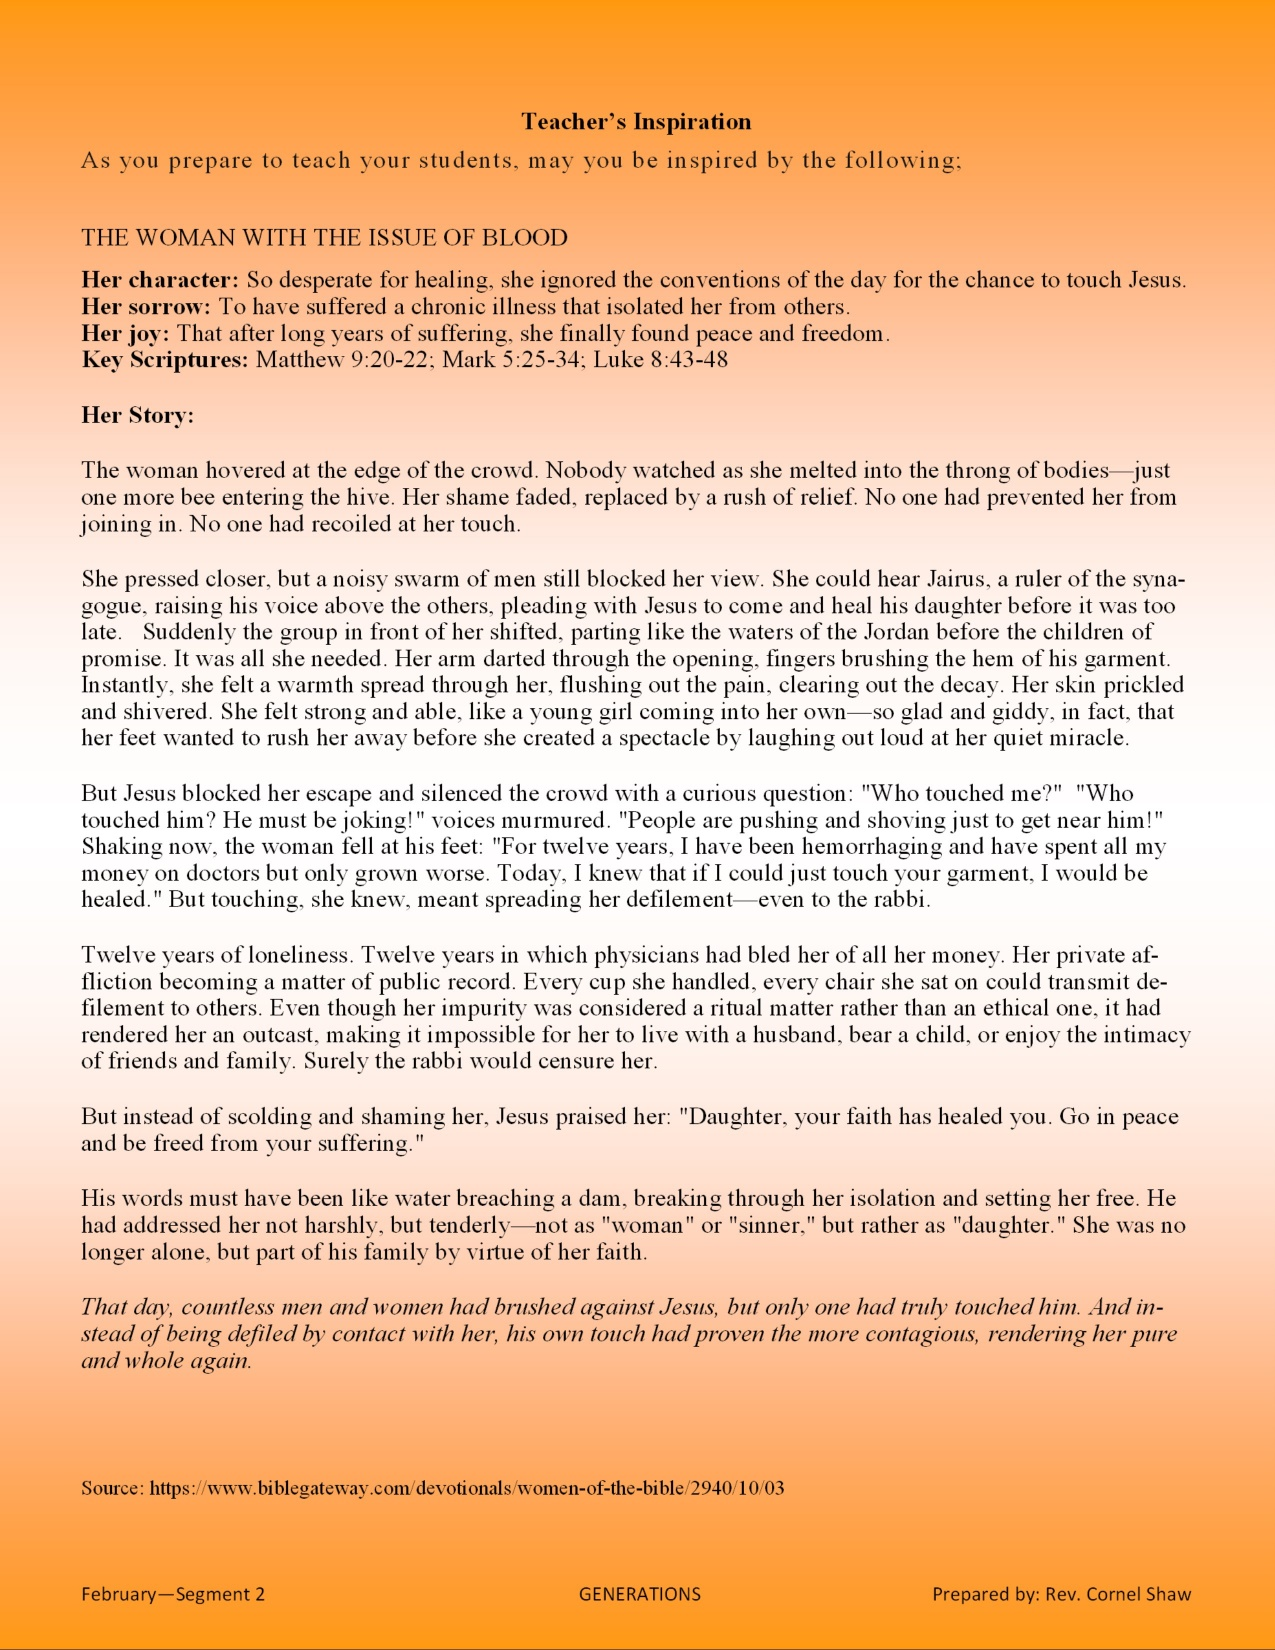 Teacher’s Inspiration
As you prepare to teach your students, may you be inspired by the following;
THE WOMAN WITH THE ISSUE OF BLOOD
Her character: So desperate for healing, she ignored the conventions of the day for the chance to touch Jesus.
Her sorrow: To have suffered a chronic illness that isolated her from others.
Her joy: That after long years of suffering, she finally found peace and freedom.
Key Scriptures: Matthew 9:20-22; Mark 5:25-34; Luke 8:43-48
Her Story:
The woman hovered at the edge of the crowd. Nobody watched as she melted into the throng of bodies—just
one more bee entering the hive. Her shame faded, replaced by a rush of relief. No one had prevented her from
joining in. No one had recoiled at her touch.
She pressed closer, but a noisy swarm of men still blocked her view. She could hear Jairus, a ruler of the syna-
gogue, raising his voice above the others, pleading with Jesus to come and heal his daughter before it was too
late.   Suddenly the group in front of her shifted, parting like the waters of the Jordan before the children of
promise. It was all she needed. Her arm darted through the opening, fingers brushing the hem of his garment.
Instantly, she felt a warmth spread through her, flushing out the pain, clearing out the decay. Her skin prickled
and shivered. She felt strong and able, like a young girl coming into her own—so glad and giddy, in fact, that
her feet wanted to rush her away before she created a spectacle by laughing out loud at her quiet miracle.
But Jesus blocked her escape and silenced the crowd with a curious question: "Who touched me?"  "Who
touched him? He must be joking!" voices murmured. "People are pushing and shoving just to get near him!"
Shaking now, the woman fell at his feet: "For twelve years, I have been hemorrhaging and have spent all my
money on doctors but only grown worse. Today, I knew that if I could just touch your garment, I would be
healed." But touching, she knew, meant spreading her defilement—even to the rabbi.
Twelve years of loneliness. Twelve years in which physicians had bled her of all her money. Her private af-
fliction becoming a matter of public record. Every cup she handled, every chair she sat on could transmit de-
filement to others. Even though her impurity was considered a ritual matter rather than an ethical one, it had
rendered her an outcast, making it impossible for her to live with a husband, bear a child, or enjoy the intimacy
of friends and family. Surely the rabbi would censure her.
But instead of scolding and shaming her, Jesus praised her: "Daughter, your faith has healed you. Go in peace
and be freed from your suffering."
His words must have been like water breaching a dam, breaking through her isolation and setting her free. He
had addressed her not harshly, but tenderly—not as "woman" or "sinner," but rather as "daughter." She was no
longer alone, but part of his family by virtue of her faith.
That day, countless men and women had brushed against Jesus, but only one had truly touched him. And in-
stead of being defiled by contact with her, his own touch had proven the more contagious, rendering her pure
and whole again.
Source: https://www.biblegateway.com/devotionals/women-of-the-bible/2940/10/03
February—Segment 2
GENERATIONS
Prepared by: Rev. Cornel Shaw